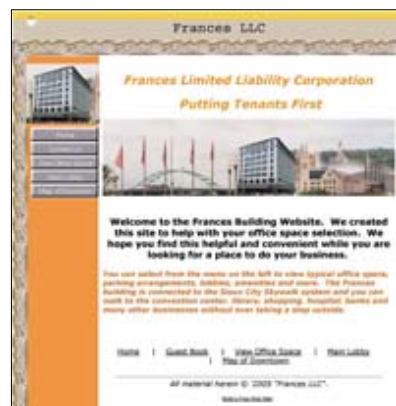 Frances LLC
Frances Limited Liability Corporation
Putting Tenants First
Home
Welcome to the Frances Building Website. We created
this site to help with your office space selection. We
hope you find this helpful and convenient while you are
looking for a place to do your business.
You can select from the menu on the left to view typical office space,
parking arrangements, lobbies, amenities and more. The Frances
building is connected to the Sioux City Skywalk system and you can
walk to the convention center, library, shopping, hospital, banks and
many other businesses without ever taking a step outside.
Home | Guest Book | View Office Space | Main Lobby
| Map of Downtown
All material herein © 2005 "Frances LLC".